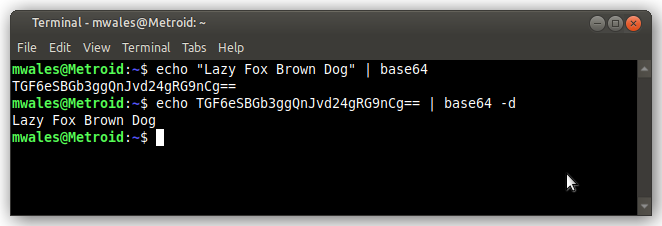 Terminal - mwales@Metroid: ~
File Edit View Terminal Tabs Help
mwales@Metroid:~$ echo "Lazy Fox Brown Dog" | base64
TGF6eSBGb3ggQnJvd24gRG9nCg==
mwales@Metroid:~$ echo TGF6eSBGb3ggQnJvd24gRG9nCg== | base64 -d
Lazy Fox Brown Dog
mwales@Metroid:~$